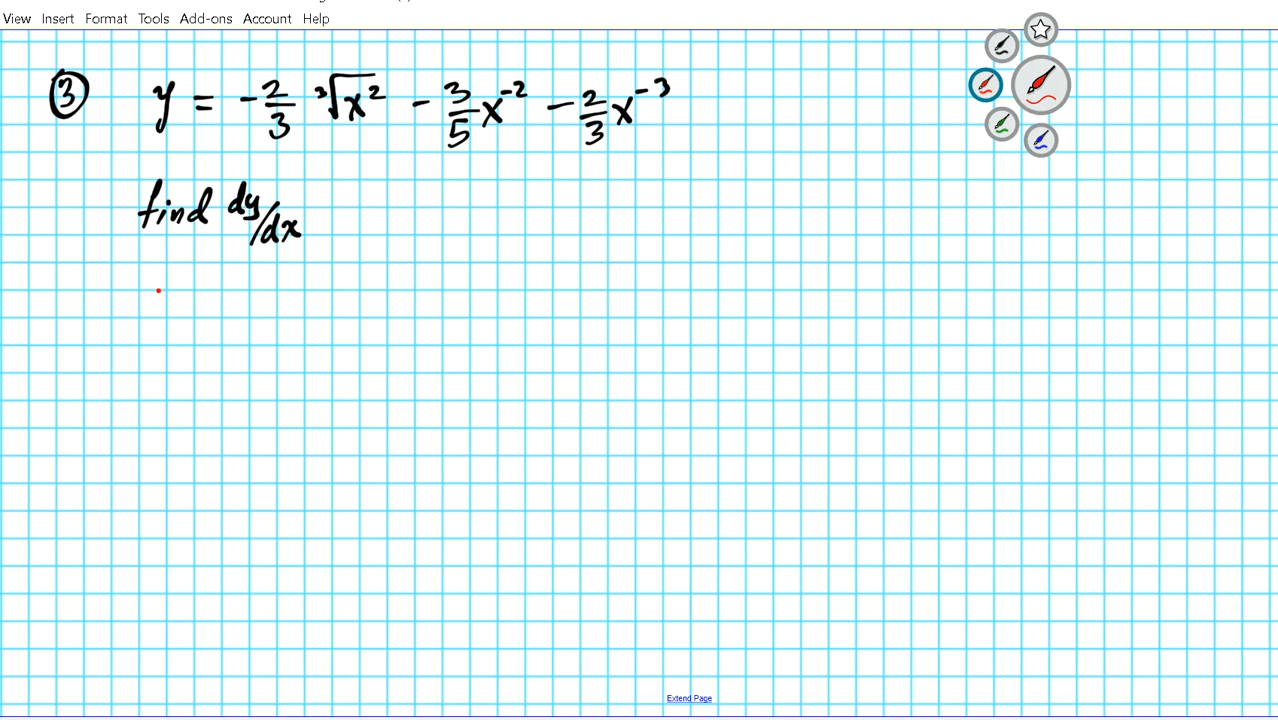 View Insert Format Tools Add-ons Account Help
③ y = -2/3 ∛x² - 3/5 x⁻² - 2/3 x⁻³
find dy/dx
Extend Page